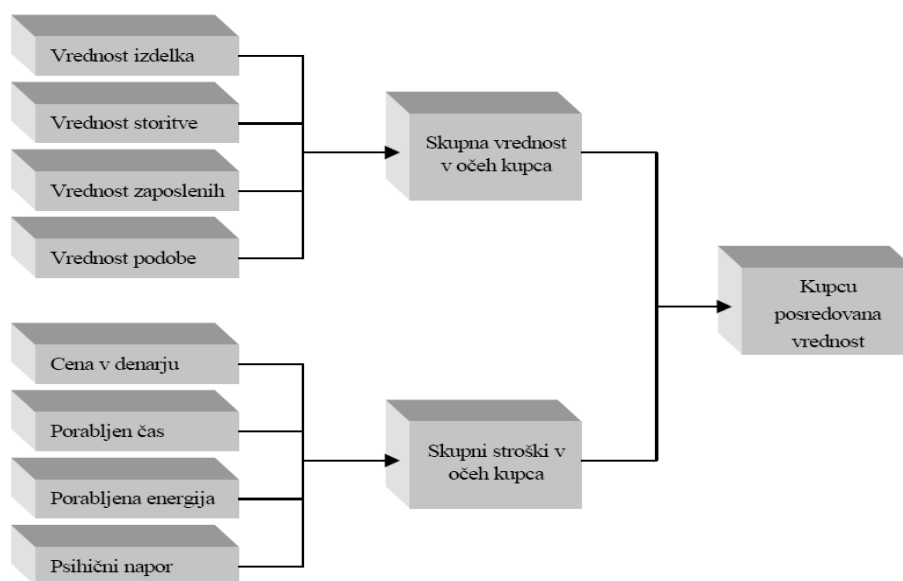 Vrednost izdelka
Vrednost storitve
Vrednost zaposlenih
Vrednost podobe
Skupna vrednost
v očeh kupca
Cena v denarju
Porabljen čas
Porabljena energija
Psihični napor
Skupni stroški v
očeh kupca
Kupcu
posredovana
vrednost